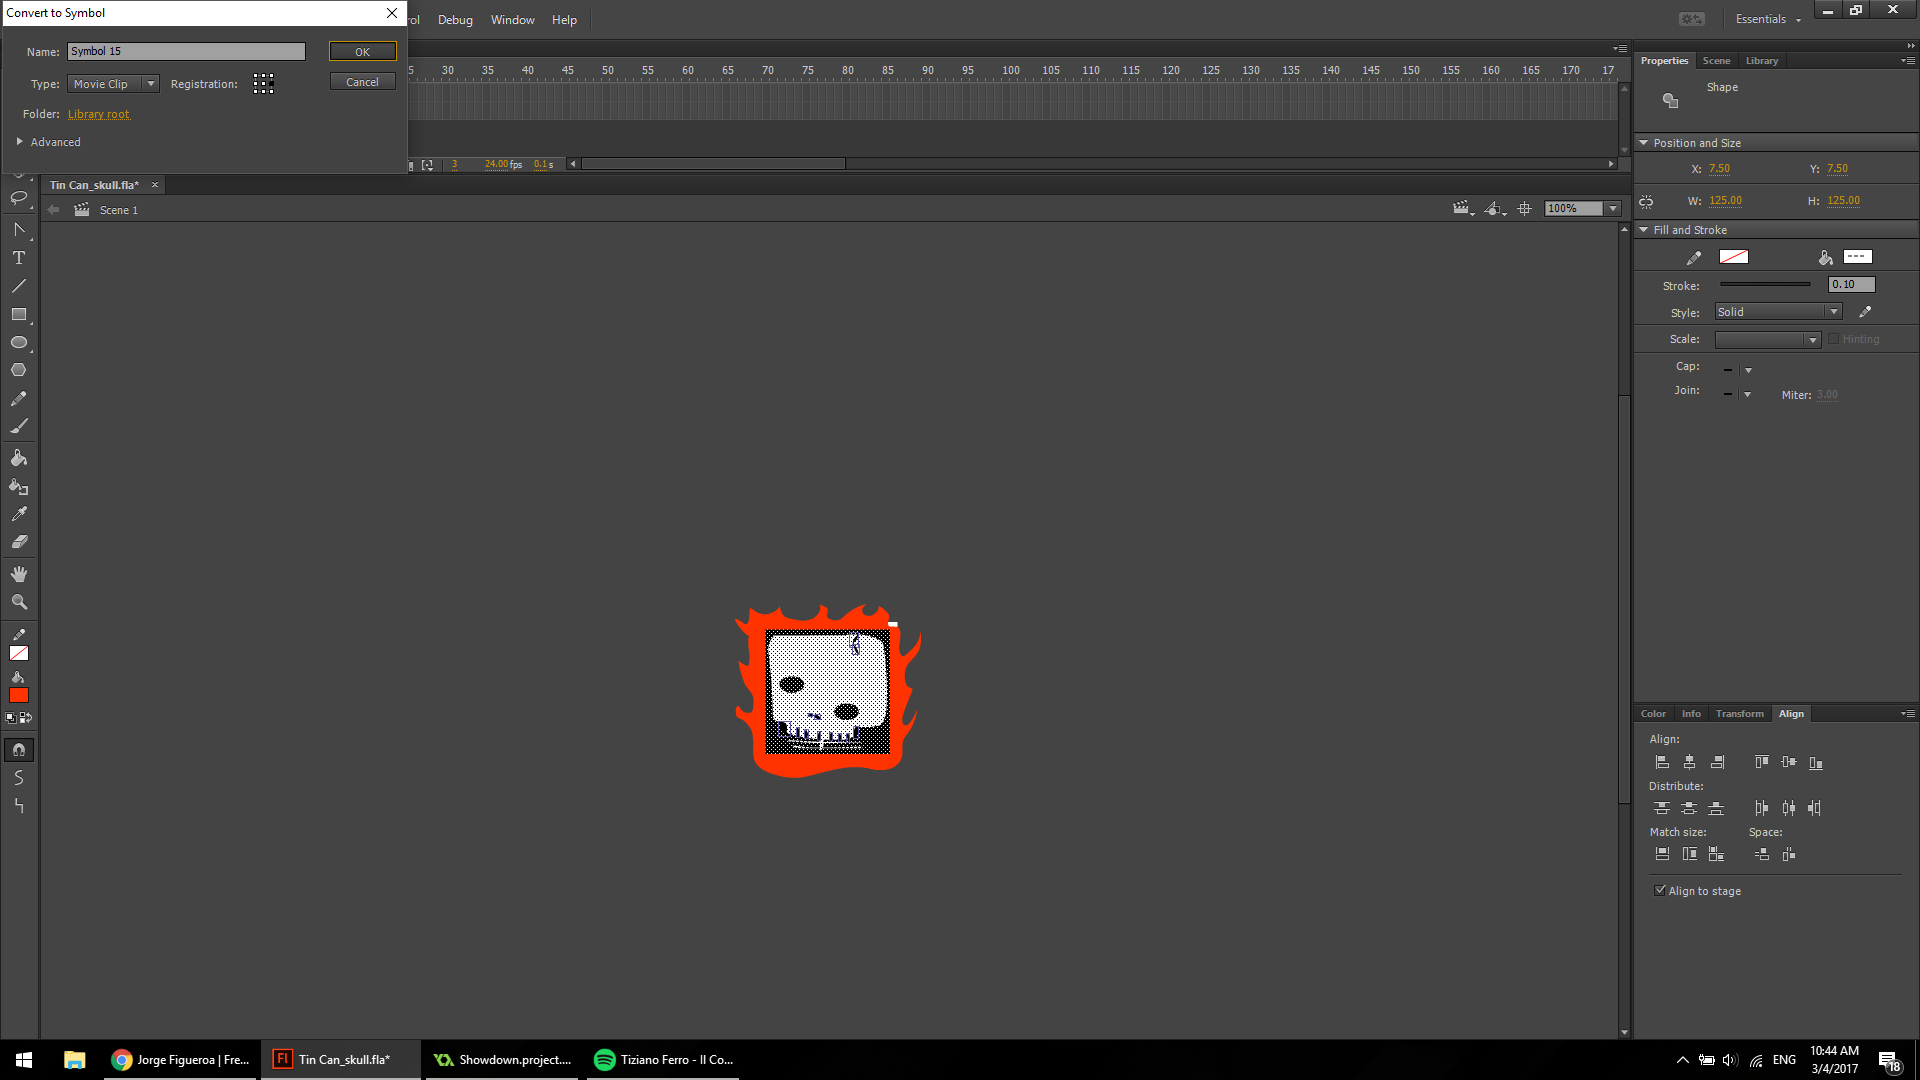 Convert to Symbol
ol Debug Window Help
Essentials
Name: Symbol 15 OK
Type: Movie Clip Registration: Cancel
Folder: Library root
Advanced
5 30 35 40 45 50 55 60 65 70 75 80 85 90 95 100 105 110 115 120 125 130 135 140 145 150 155 160 165 170 17
3 24.00 fps 0.1 s
Tin Can_skull.fla*
Scene 1
100%
Properties Scene Library
Shape
Position and Size
X: 7.50 Y: 7.50
W: 125.00 H: 125.00
Fill and Stroke
Stroke: 0.10
Style: Solid
Scale: Hinting
Cap:
Join: Miter: 3.00
Color Info Transform Align
Align:
Distribute:
Match size: Space:
Align to stage
Jorge Figueroa | Fre...
Fl Tin Can_skull.fla*
Showdown.project....
Tiziano Ferro - Il Co...
ENG
10:44 AM
3/4/2017
18